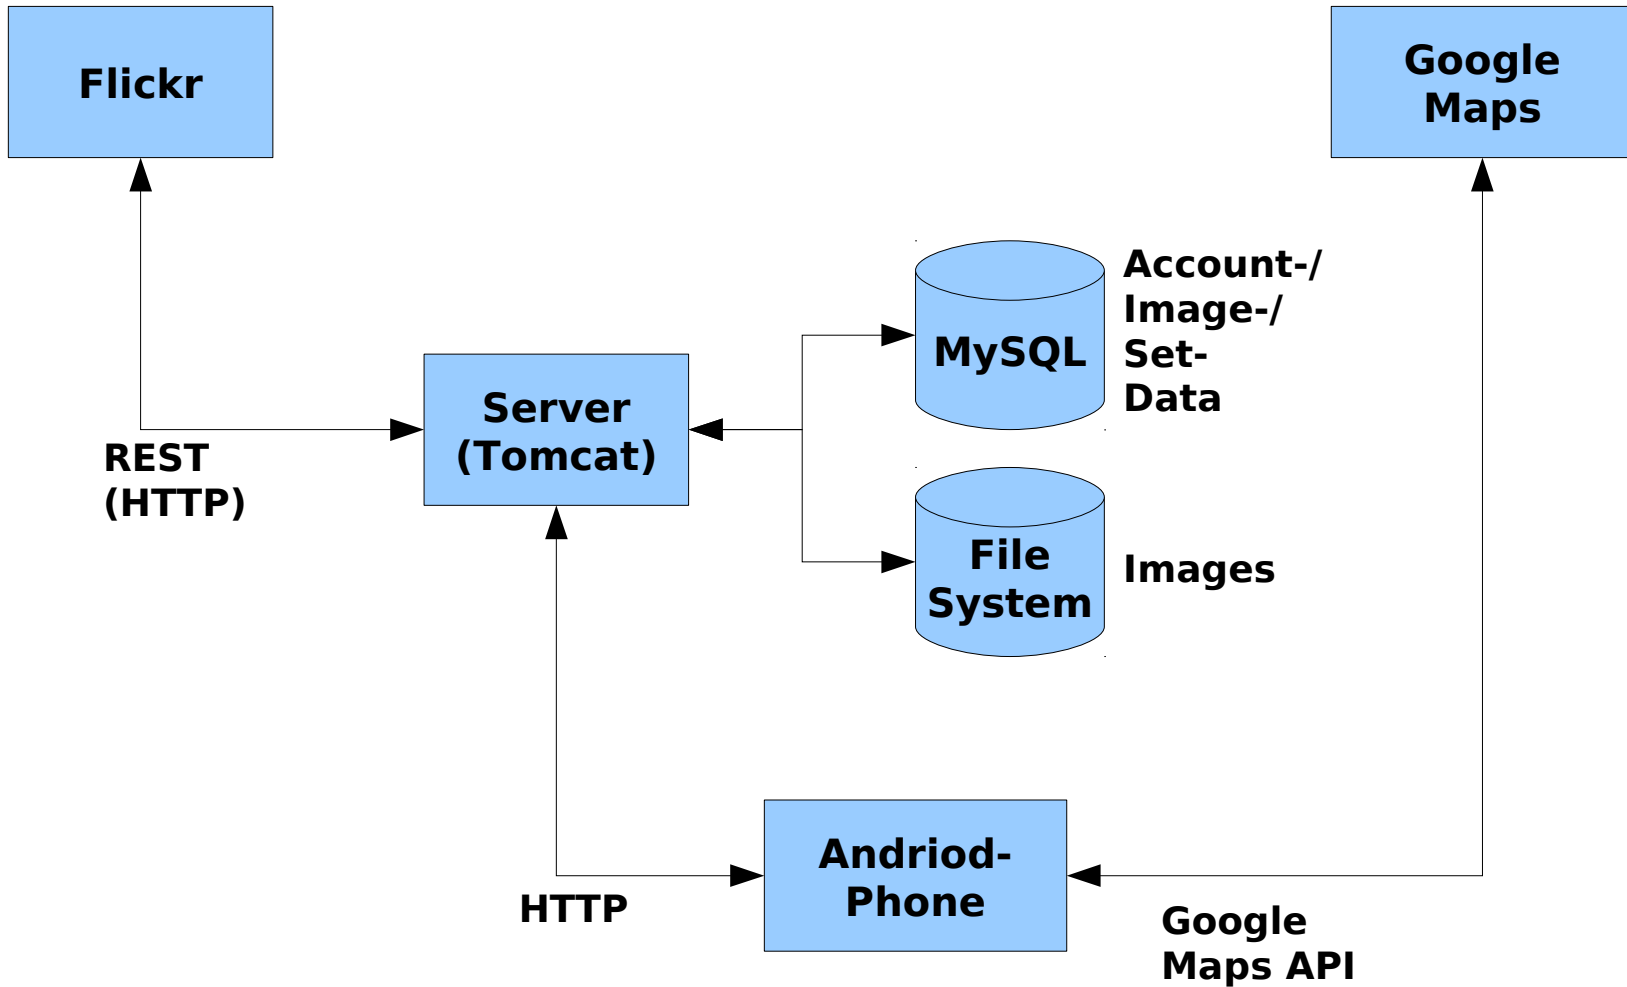 Flickr
Google
Maps
Account-/
Image-/
Set-
Data
MySQL
Server
(Tomcat)
REST
(HTTP)
File
System
Images
Andriod-
Phone
HTTP
Google
Maps API